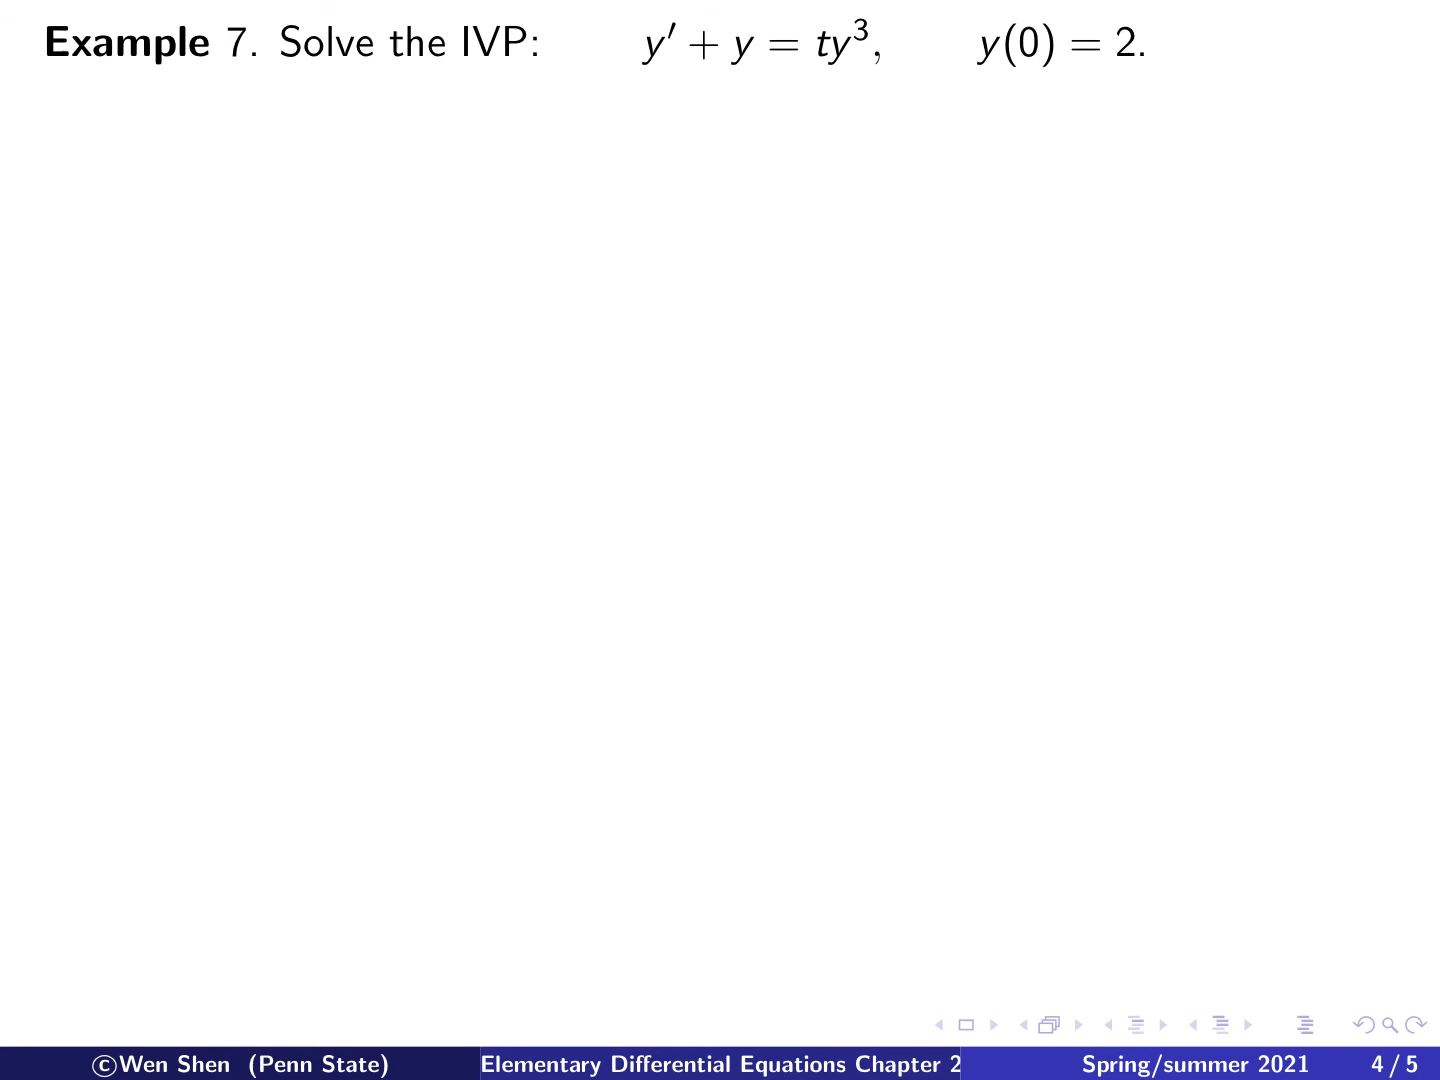 Example 7. Solve the IVP: y′ + y = ty³, y(0) = 2.
©Wen Shen (Penn State) Elementary Differential Equations Chapter 2 Spring/summer 2021 4 / 5